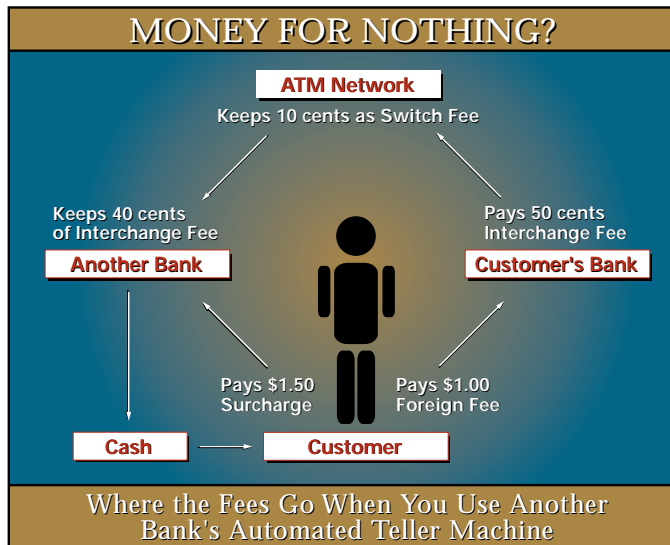 MONEY FOR NOTHING?
ATM Network
Keeps 10 cents as Switch Fee
Keeps 40 cents
of Interchange Fee
Another Bank
Pays 50 cents
Interchange Fee
Customer's Bank
Pays $1.50
Surcharge
Pays $1.00
Foreign Fee
Cash
Customer
Where the Fees Go When You Use Another
Bank's Automated Teller Machine